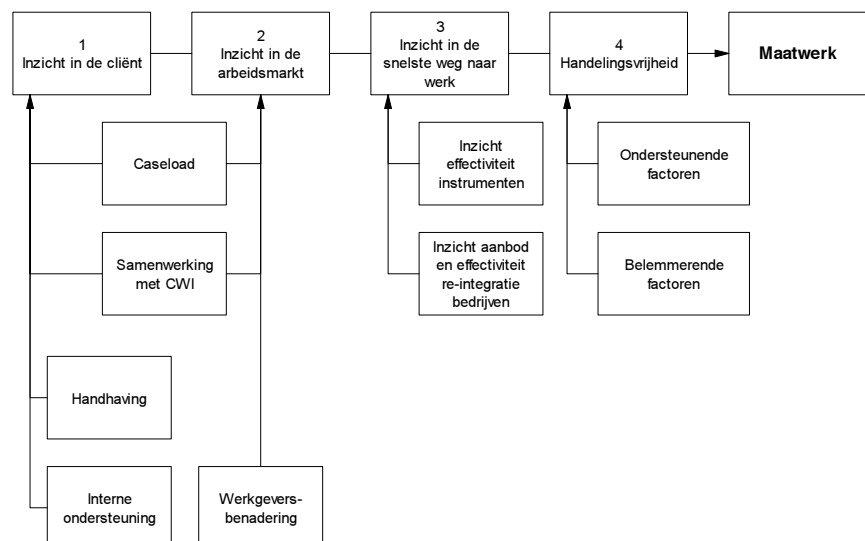 1
Inzicht in de cliënt
2
Inzicht in de
arbeidsmarkt
3
Inzicht in de
snelste weg naar
werk
4
Handelingsvrijheid
Maatwerk
Caseload
Inzicht
effectiviteit
instrumenten
Ondersteunende
factoren
Samenwerking
met CWI
Inzicht aanbod
en effectiviteit
re-integratie
bedrijven
Belemmerende
factoren
Handhaving
Interne
ondersteuning
Werkgevers-
benadering